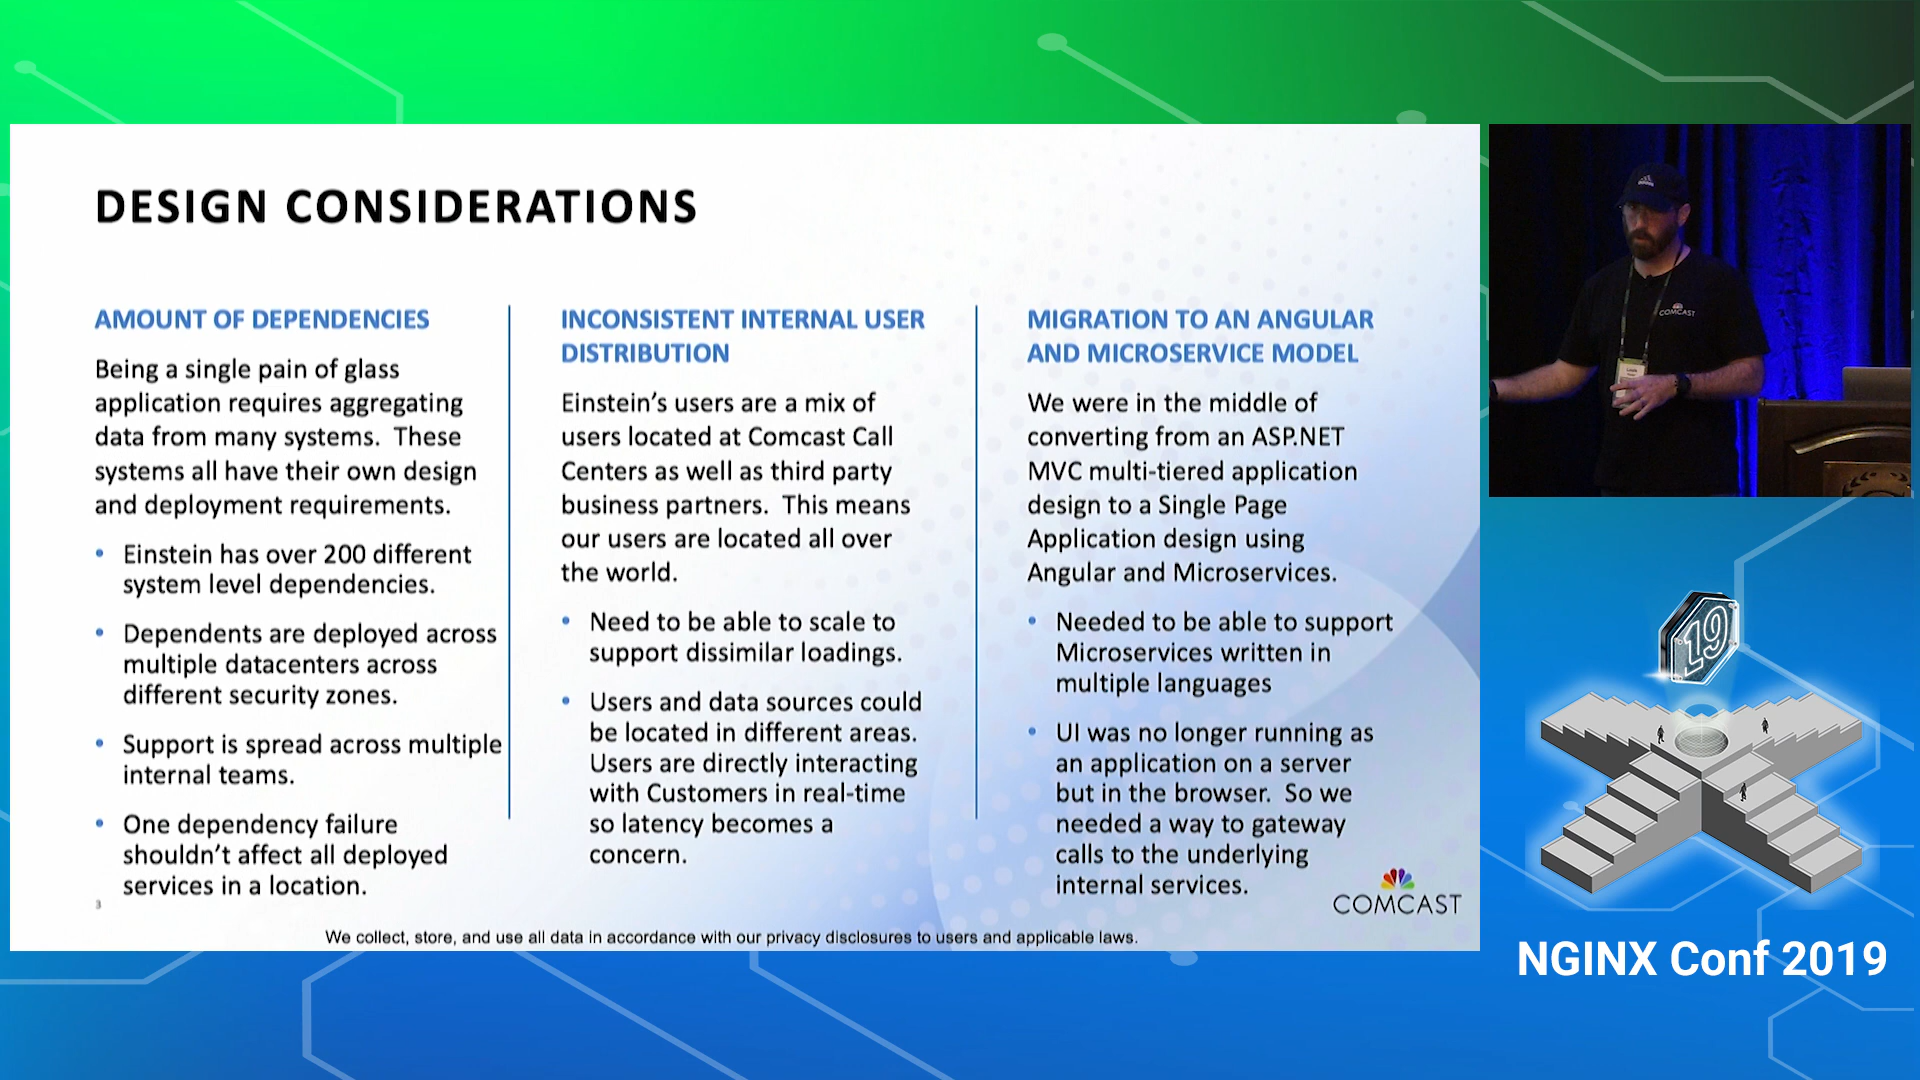 DESIGN CONSIDERATIONS
AMOUNT OF DEPENDENCIES
Being a single pain of glass
application requires aggregating
data from many systems.  These
systems all have their own design
and deployment requirements.
• Einstein has over 200 different
system level dependencies.
• Dependents are deployed across
multiple datacenters across
different security zones.
• Support is spread across multiple
internal teams.
• One dependency failure
shouldn't affect all deployed
services in a location.
INCONSISTENT INTERNAL USER
DISTRIBUTION
Einstein's users are a mix of
users located at Comcast Call
Centers as well as third party
business partners.  This means
our users are located all over
the world.
• Need to be able to scale to
support dissimilar loadings.
• Users and data sources could
be located in different areas.
Users are directly interacting
with Customers in real-time
so latency becomes a
concern.
MIGRATION TO AN ANGULAR
AND MICROSERVICE MODEL
We were in the middle of
converting from an ASP.NET
MVC multi-tiered application
design to a Single Page
Application design using
Angular and Microservices.
• Needed to be able to support
Microservices written in
multiple languages
• UI was no longer running as
an application on a server
but in the browser.  So we
needed a way to gateway
calls to the underlying
internal services.
3
COMCAST
We collect, store, and use all data in accordance with our privacy disclosures to users and applicable laws.
COMCAST
19
NGINX Conf 2019